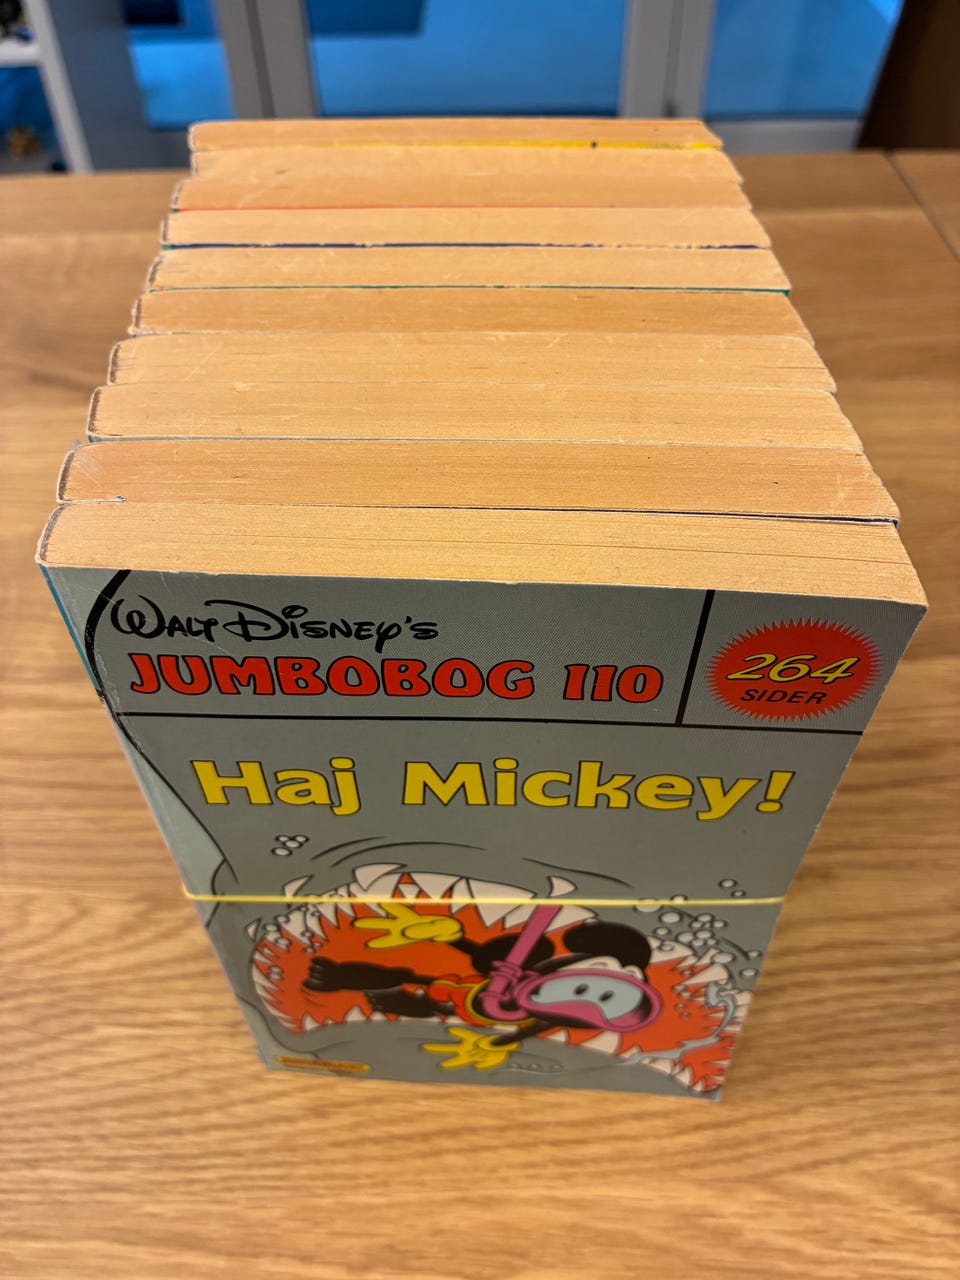 WALT DISNEY'S
JUMBOBOG 110
264
SIDER
Haj Mickey!